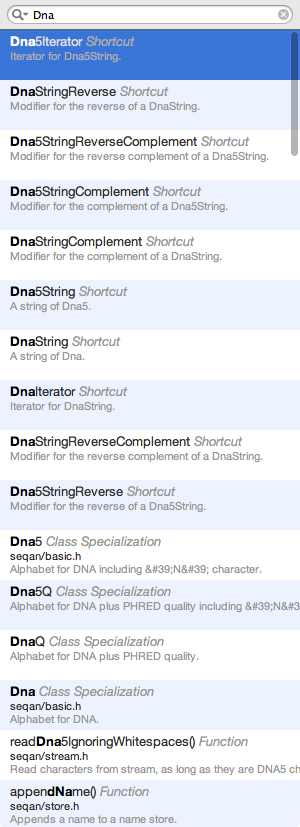 Dna
Dna5Iterator Shortcut
Iterator for Dna5String.
DnaStringReverse Shortcut
Modifier for the reverse of a DnaString.
Dna5StringReverseComplement Shortcut
Modifier for the reverse complement of a Dna5String.
Dna5StringComplement Shortcut
Modifier for the complement of a Dna5String.
DnaStringComplement Shortcut
Modifier for the complement of a DnaString.
Dna5String Shortcut
A string of Dna5.
DnaString Shortcut
A string of Dna.
DnaIterator Shortcut
Iterator for DnaString.
DnaStringReverseComplement Shortcut
Modifier for the reverse complement of a DnaString.
Dna5StringReverse Shortcut
Modifier for the reverse of a Dna5String.
Dna5 Class Specialization
seqan/basic.h
Alphabet for DNA including &#39;N&#39; character.
Dna5Q Class Specialization
Alphabet for DNA plus PHRED quality including &#39;N&#3
DnaQ Class Specialization
Alphabet for DNA plus PHRED quality.
Dna Class Specialization
seqan/basic.h
Alphabet for DNA.
readDna5IgnoringWhitespaces() Function
seqan/stream.h
Read characters from stream, as long as they are DNA5 ch
appendName() Function
seqan/store.h
Appends a name to a name store.